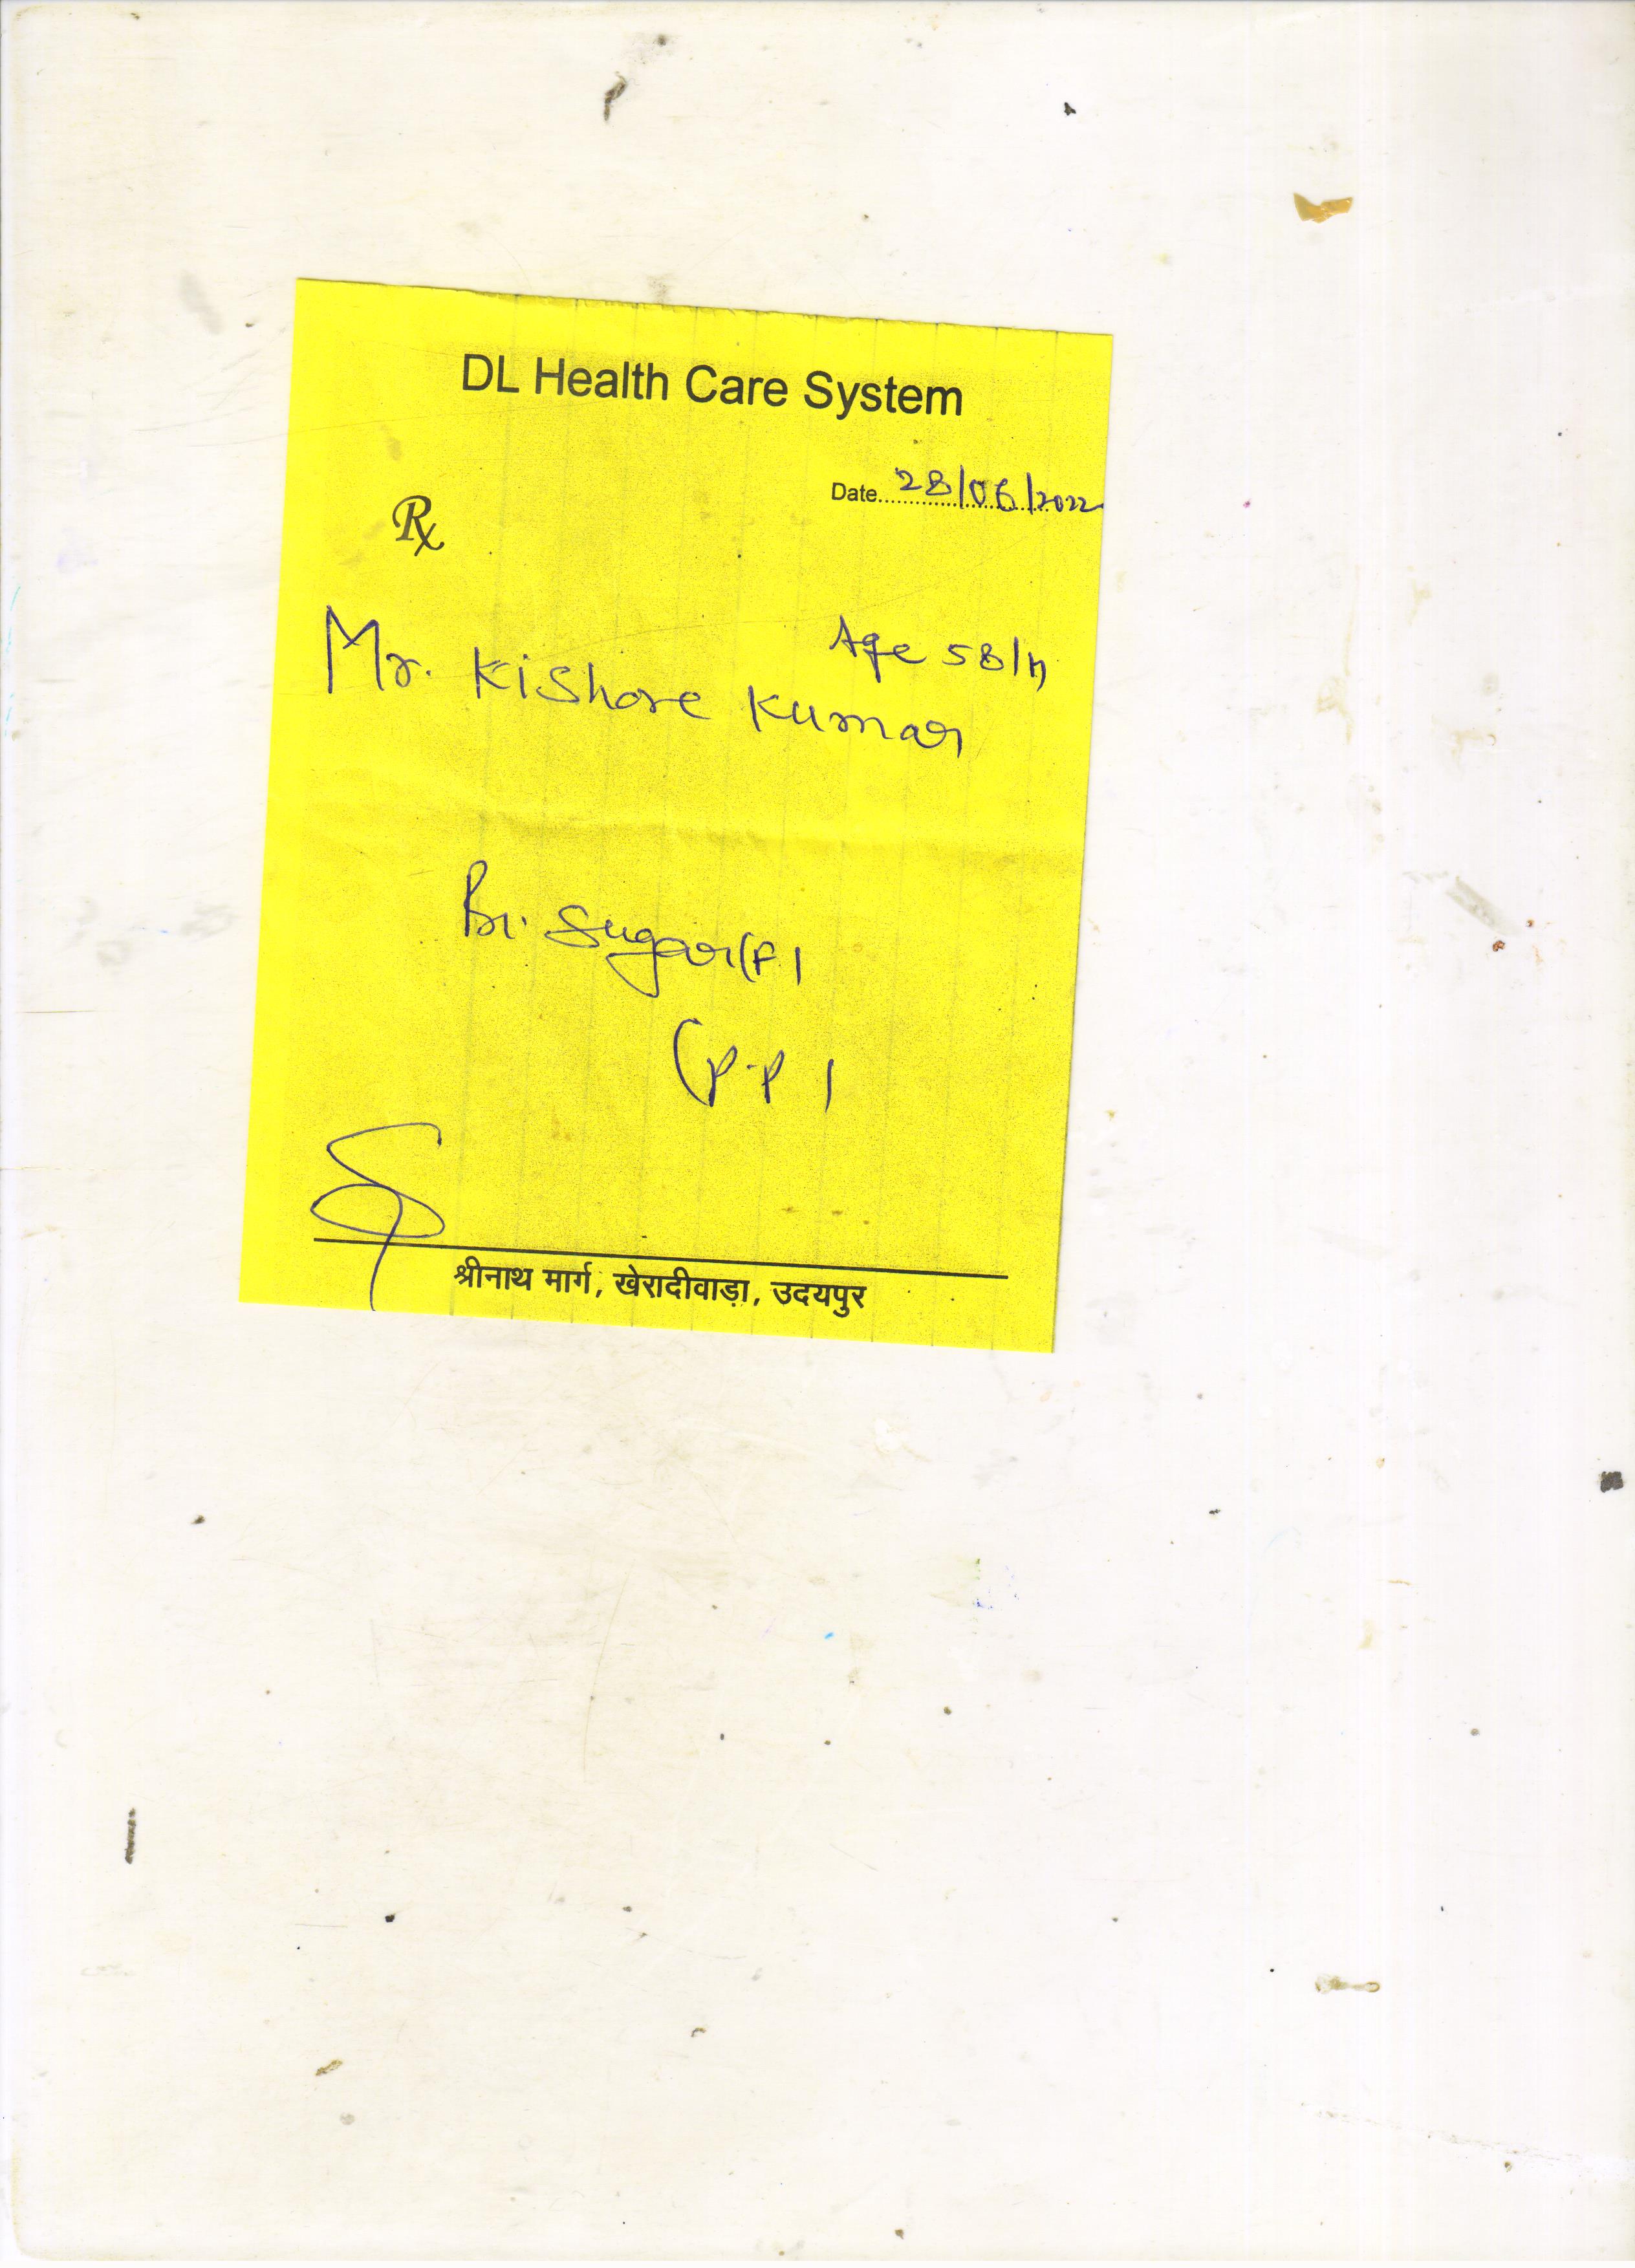 DL Health Care System
Date 28/06/2022
Rx
Age 58/M
Mr. Kishore Kumar
Bl. Sugar (F)
(P.P)
श्रीनाथ मार्ग, खेरादीवाड़ा, उदयपुर